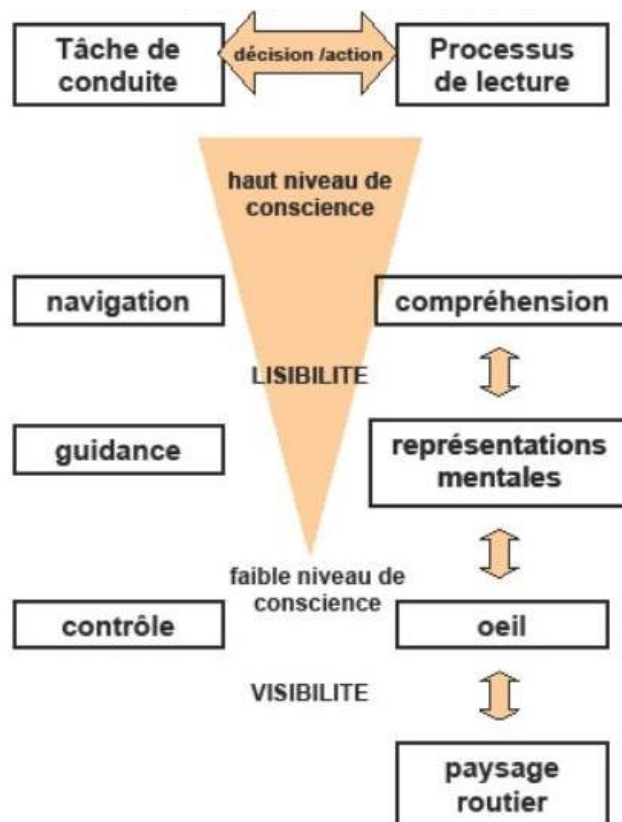 Tâche de
conduite
décision /action
Processus
de lecture
haut niveau de
conscience
navigation
compréhension
LISIBILITE
guidance
représentations
mentales
faible niveau de
conscience
contrôle
oeil
VISIBILITE
paysage
routier